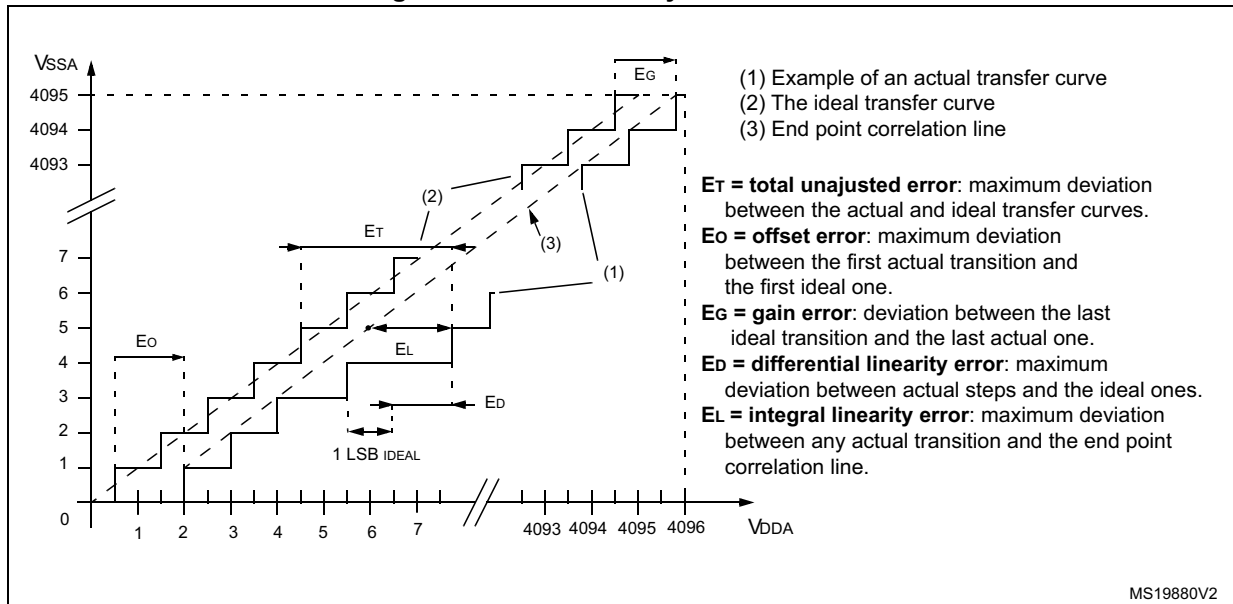 VSSA
4095
4094
4093
7
6
5
4
3
2
1
0
1 2 3 4 5 6 7 4093 4094 4095 4096
VDDA
EG
(2)
ET
(3)
(1)
EO
EL
ED
1 LSB IDEAL
(1) Example of an actual transfer curve
(2) The ideal transfer curve
(3) End point correlation line
ET = total unajusted error: maximum deviation
between the actual and ideal transfer curves.
EO = offset error: maximum deviation
between the first actual transition and
the first ideal one.
EG = gain error: deviation between the last
ideal transition and the last actual one.
ED = differential linearity error: maximum
deviation between actual steps and the ideal ones.
EL = integral linearity error: maximum deviation
between any actual transition and the end point
correlation line.
MS19880V2